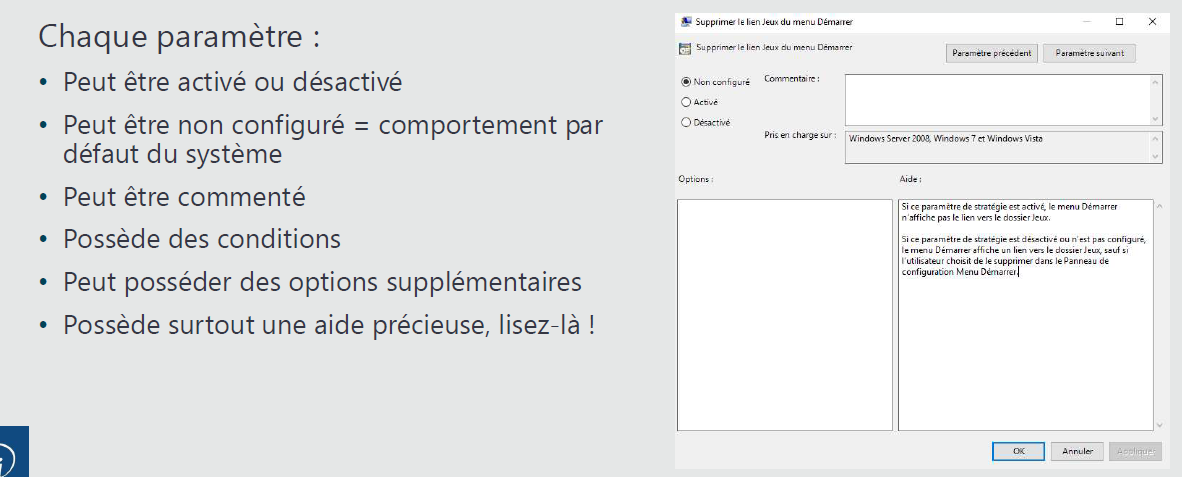 Chaque paramètre :
• Peut être activé ou désactivé
• Peut être non configuré = comportement par
défaut du système
• Peut être commenté
• Possède des conditions
• Peut posséder des options supplémentaires
• Possède surtout une aide précieuse, lisez-là !
Supprimer le lien Jeux du menu Démarrer
Supprimer le lien Jeux du menu Démarrer
Paramètre précédent
Paramètre suivant
Non configuré
Activé
Désactivé
Commentaire :
Pris en charge sur :
Windows Server 2008, Windows 7 et Windows Vista
Options :
Aide :
Si ce paramètre de stratégie est activé, le menu Démarrer
n'affiche pas le lien vers le dossier Jeux.
Si ce paramètre de stratégie est désactivé ou n'est pas configuré,
le menu Démarrer affiche un lien vers le dossier Jeux, sauf si
l'utilisateur choisit de le supprimer dans le Panneau de
configuration Menu Démarrer.
OK
Annuler
Appliquer